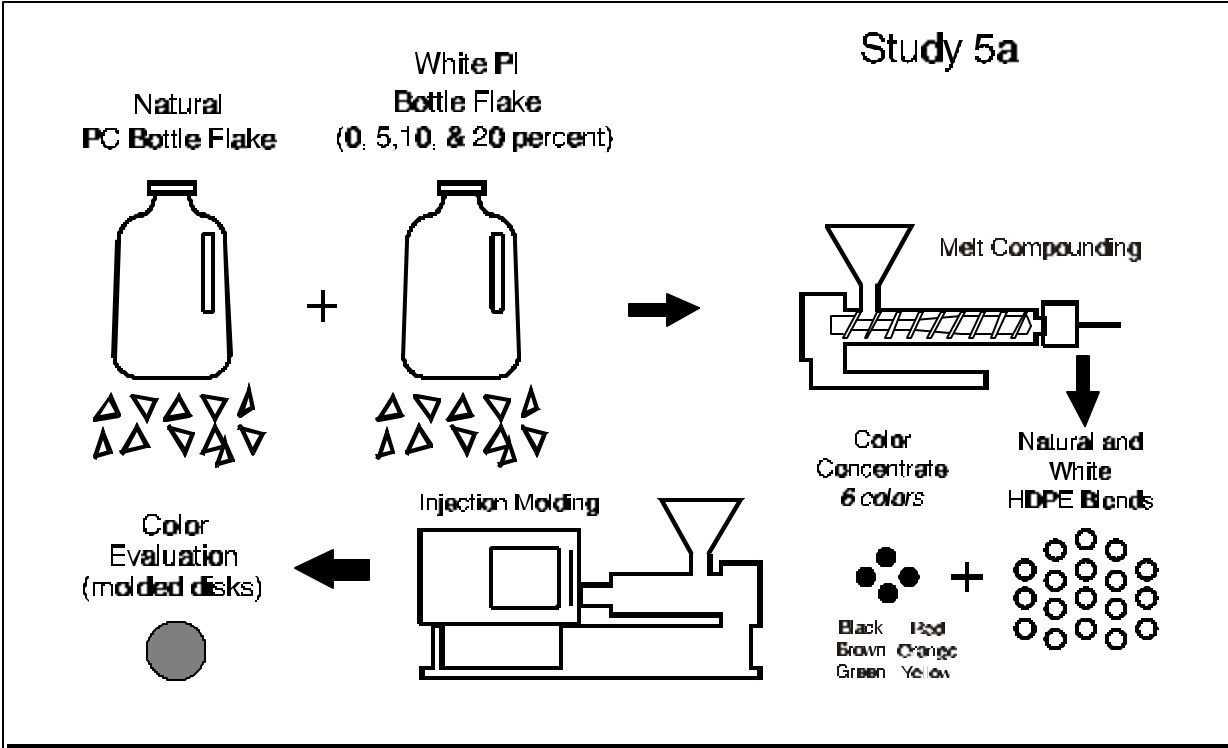 Study 5a
Natural
PC Bottle Flake
White PI
Bottle Flake
(0, 5,10, & 20 percent)
Melt Compounding
Color
Concentrate
6 colors
Natural and
White
HDPE Blends
Black Red
Brown Orange
Green Yellow
Injection Molding
Color
Evaluation
(molded disks)